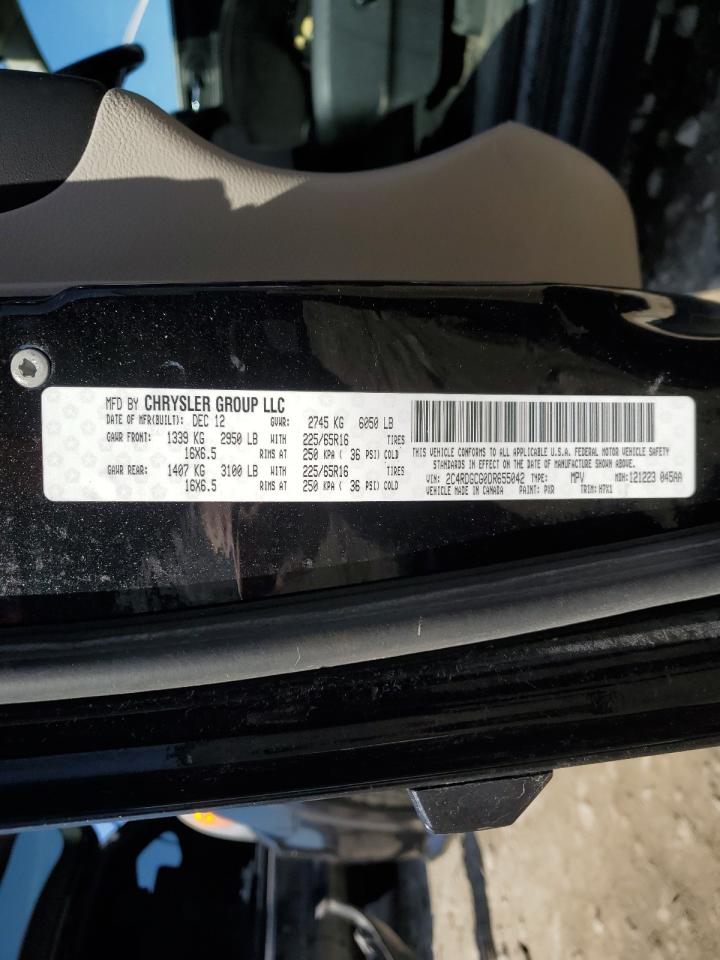 MFD BY CHRYSLER GROUP LLC
DATE OF MFR(BUILT): DEC 12 GVWR: 2745 KG 6050 LB
GAWR FRONT: 1339 KG 2950 LB WITH 225/65R16 TIRES
16X6.5 RIMS AT 250 KPA ( 36 PSI) COLD
GAWR REAR: 1407 KG 3100 LB WITH 225/65R16 TIRES
16X6.5 RIMS AT 250 KPA ( 36 PSI) COLD
THIS VEHICLE CONFORMS TO ALL APPLICABLE U.S.A. FEDERAL MOTOR VEHICLE SAFETY
STANDARDS IN EFFECT ON THE DATE OF MANUFACTURE SHOWN ABOVE.
VIN: 2C4RDGCG0DR655042 TYPE: MPV MDH: 121223 045AA
VEHICLE MADE IN CANADA PAINT: PXR TRIM: H7X1